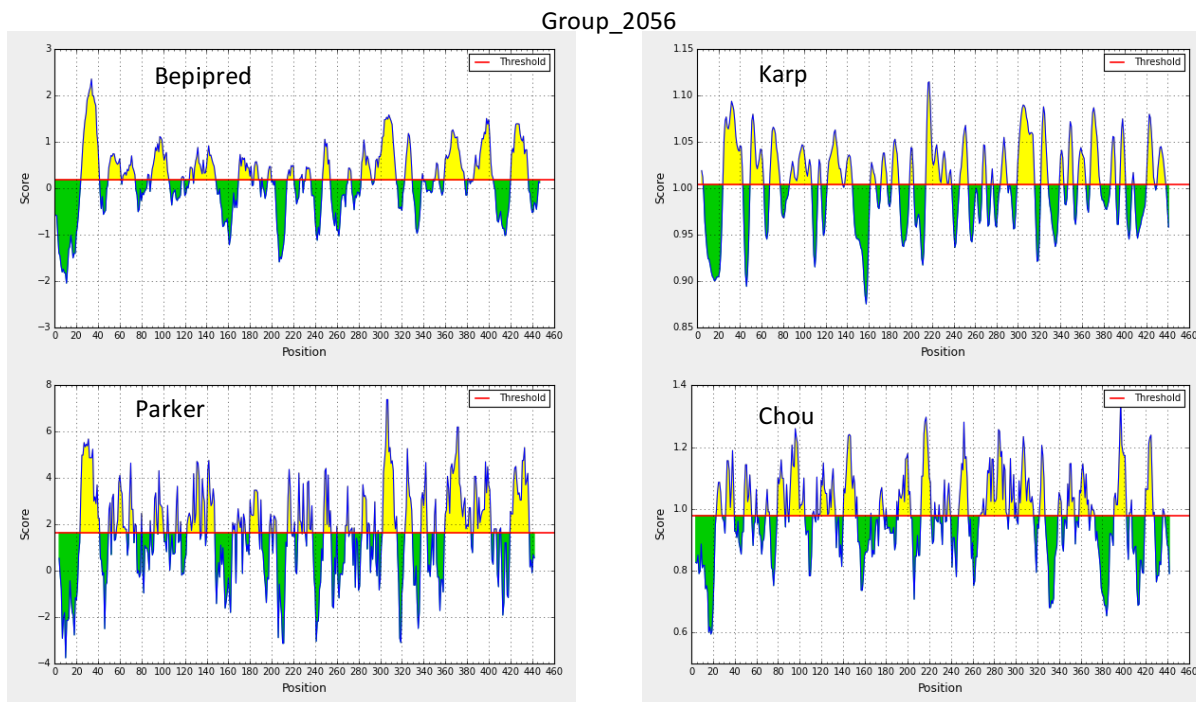 Group_2056
Bepipred
Threshold
3
2
1
0
−1
−2
−3
Score
0 20 40 60 80 100 120 140 160 180 200 220 240 260 280 300 320 340 360 380 400 420 440 460
Position
Karp
Threshold
1.15
1.10
1.05
1.00
0.95
0.90
0.85
Score
0 20 40 60 80 100 120 140 160 180 200 220 240 260 280 300 320 340 360 380 400 420 440 460
Position
Parker
Threshold
8
6
4
2
0
−2
−4
Score
0 20 40 60 80 100 120 140 160 180 200 220 240 260 280 300 320 340 360 380 400 420 440 460
Position
Chou
Threshold
1.4
1.2
1.0
0.8
0.6
Score
0 20 40 60 80 100 120 140 160 180 200 220 240 260 280 300 320 340 360 380 400 420 440 460
Position